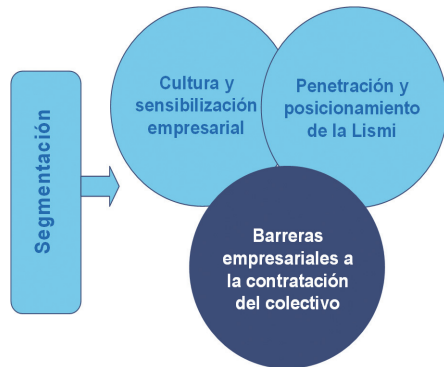 Segmentación
Cultura y
sensibilización
empresarial
Penetración y
posicionamiento
de la Lismi
Barreras
empresariales a
la contratación
del colectivo